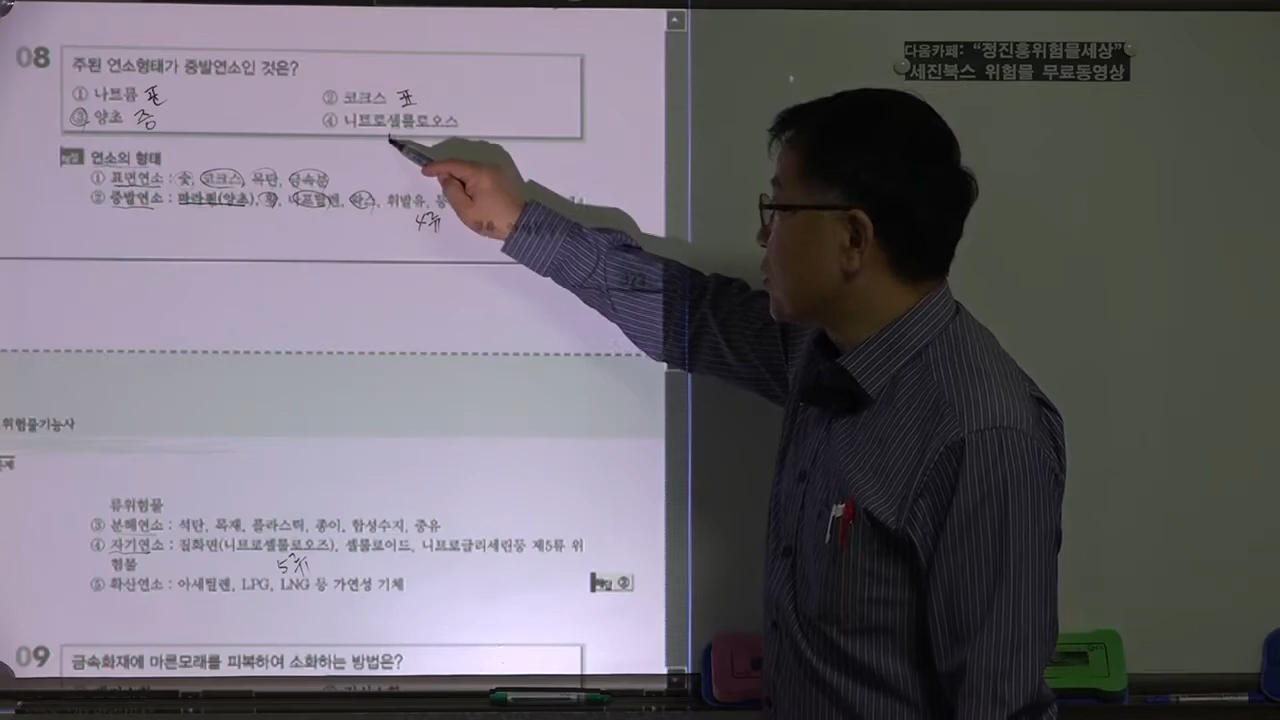 08
주된 연소형태가 증발연소인 것은?
① 나트륨 표
② 코크스 표
③ 양초 증
④ 니트로셀룰로오스
연소의 형태
① 표면연소 : 숯, 코크스, 목탄, 금속분
② 증발연소 : 파라핀(양초), 황, 나프탈렌, 왁스, 휘발유, 등
4류
위험물기능사
류위험물
③ 분해연소 : 석탄, 목재, 플라스틱, 종이, 합성수지, 중유
④ 자기연소 : 질화면(니트로셀룰로오즈), 셀룰로이드, 니트로글리세린등 제5류 위
험물
5류
⑤ 확산연소 : 아세틸렌, LPG, LNG 등 가연성 기체
③
09
금속화재에 마른모래를 피복하여 소화하는 방법은?
다음카페: "정진홍위험물세상"
세진북스 위험물 무료동영상